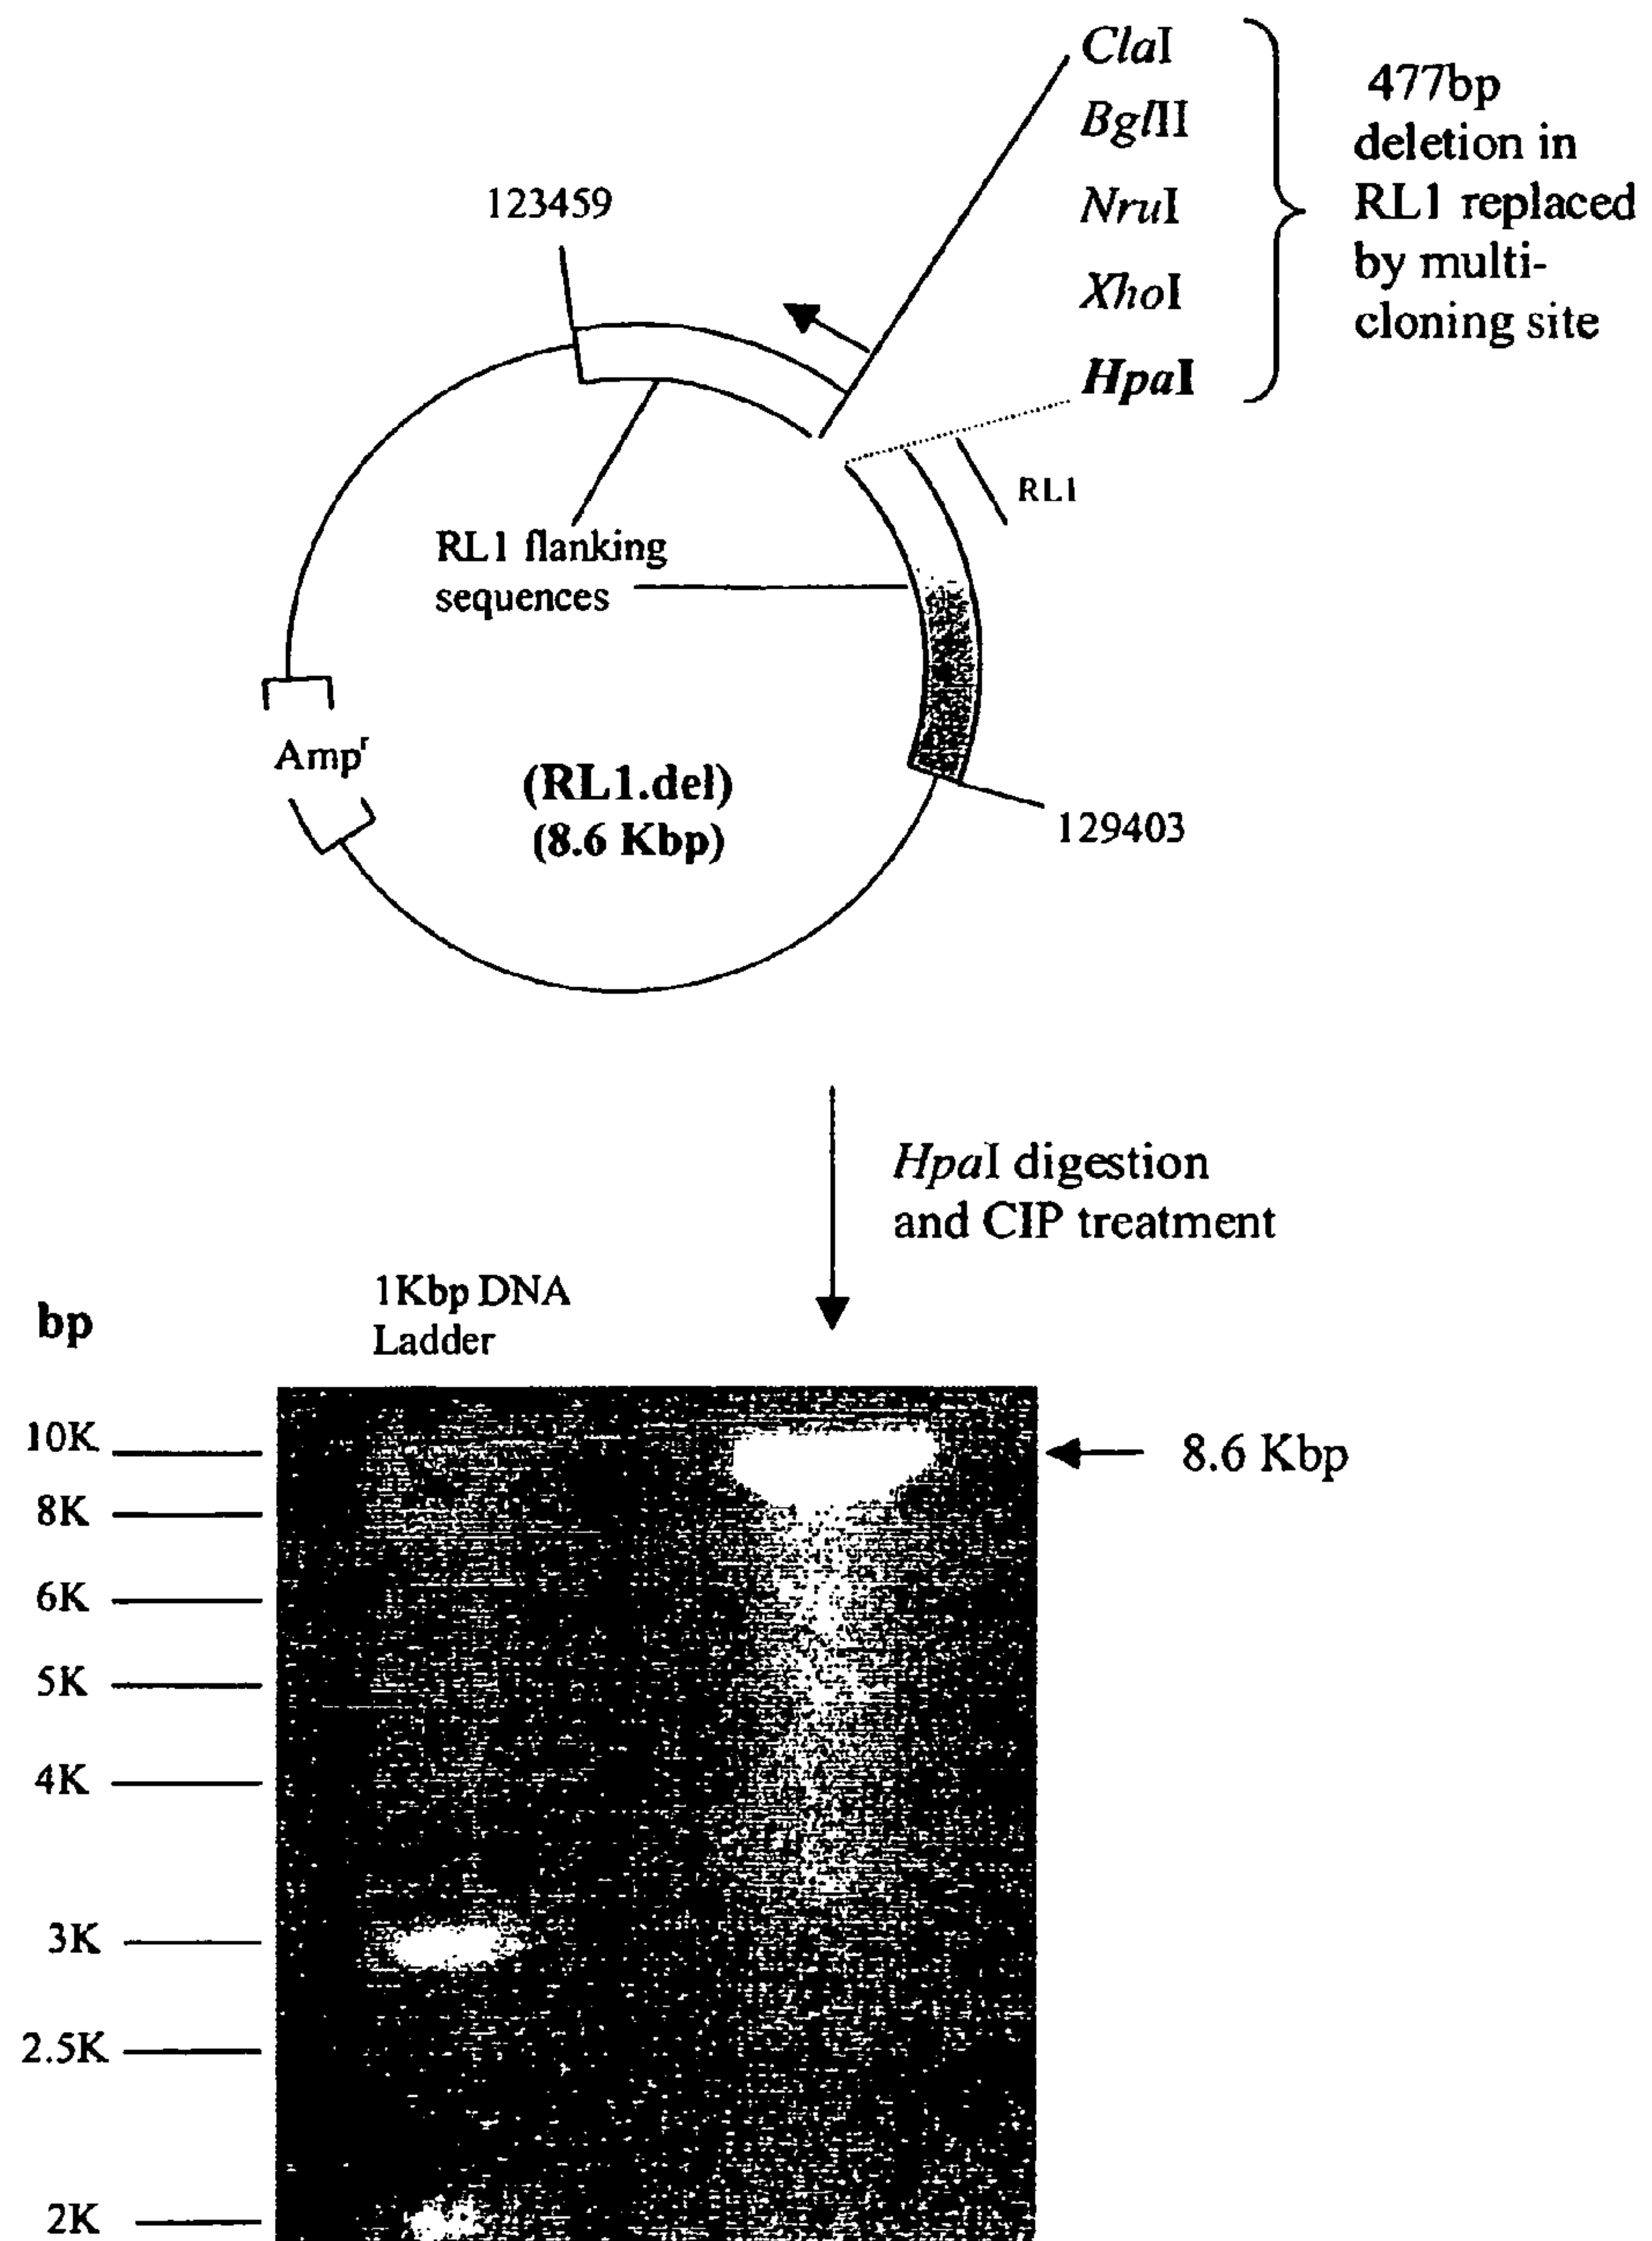 ClaI
BglII
NruI
XhoI
HpaI
477bp
deletion in
RL1 replaced
by multi-
cloning site
123459
RL1
RL1 flanking
sequences
Ampr
(RL1.del)
(8.6 Kbp)
129403
HpaI digestion
and CIP treatment
1Kbp DNA
Ladder
bp
10K
8.6 Kbp
8K
6K
5K
4K
3K
2.5K
2K